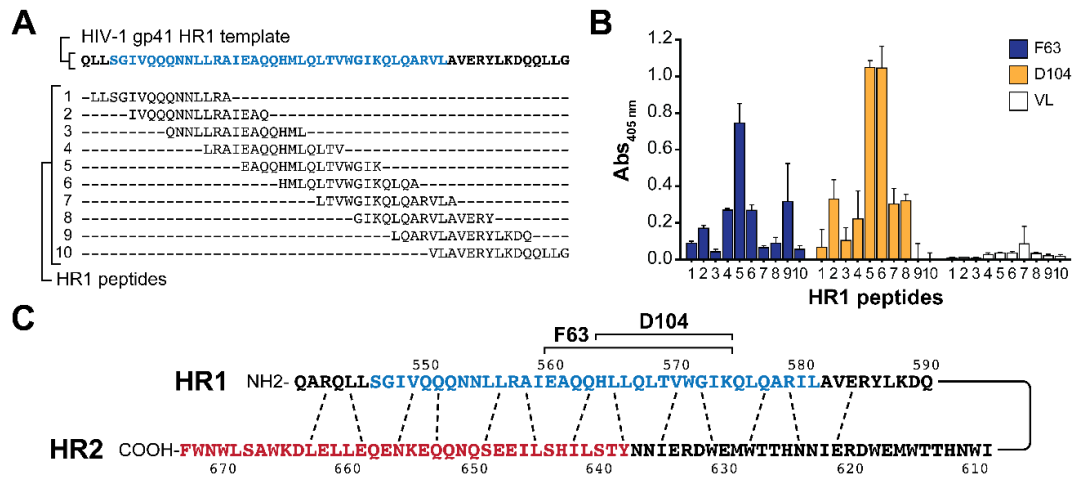 A
HIV-1 gp41 HR1 template
QLLSGIVQQQNNLLRAIEAQQHMLQLTVWGIKQLQARVLAVERYLKDQQLLG
1 --LLSGIVQQQNNLLRA------------------------------------
2 -----IVQQQNNLLRAIEAQ--------------------------------
3 ---------QNNLLRAIEAQQHML----------------------------
4 -------------LRAIEAQQHMLQLTV------------------------
5 -----------------EAQQHMLQLTVWGIK--------------------
6 ---------------------HMLQLTVWGIKQLQA----------------
7 -------------------------LTVWGIKQLQARVLA------------
8 -----------------------------GIKQLQARVLAVERY--------
9 ---------------------------------LQARVLAVERYLKDQ----
10 -------------------------------------VLAVERYLKDQQLLG
HR1 peptides
B
Abs405 nm
1.2
1.0
0.8
0.6
0.4
0.2
0.0
F63
D104
VL
1 2 3 4 5 6 7 8 9 10 1 2 3 4 5 6 7 8 9 10 1 2 3 4 5 6 7 8 9 10
HR1 peptides
C
F63 D104
550 560 570 580 590
HR1 NH2- QARQLLSGIVQQQNNLLRAIEAQQHLLQLTVWGIKQLQARILAVERYLKDQ
HR2 COOH-FWNWLSAWKDLELLEQENKEQQNQSEEILSHILSTYNNIERDWEMWTTHNNIERDWEMWTTHNWI
670 660 650 640 630 620 610